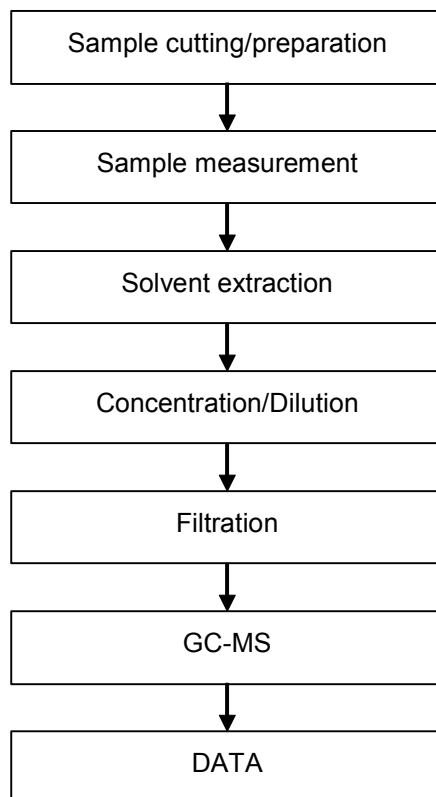 Sample cutting/preparation
Sample measurement
Solvent extraction
Concentration/Dilution
Filtration
GC-MS
DATA